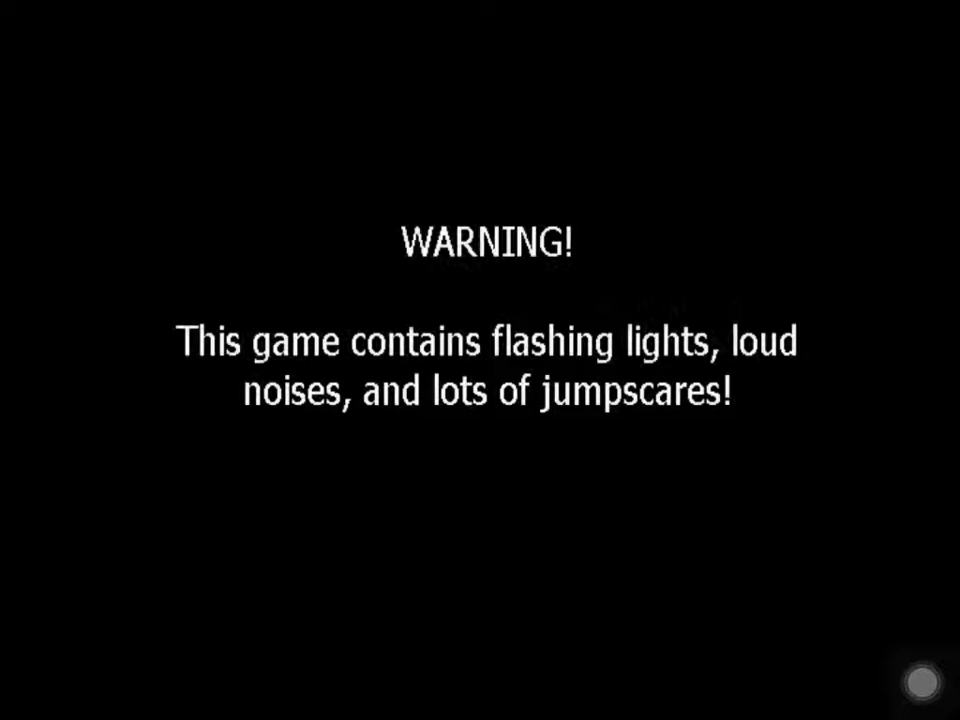 WARNING!
This game contains flashing lights, loud
noises, and lots of jumpscares!